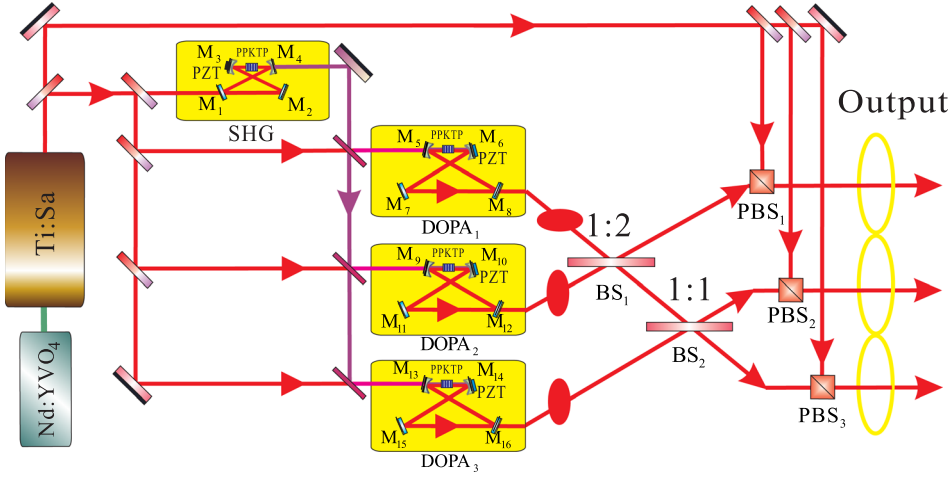 M3 PPKTP M4
PZT
M1 M2
SHG
Output
Ti:Sa
Nd:YVO4
M5 PPKTP M6
PZT
M7 M8
DOPA1
1:2
PBS1
M9 PPKTP M10
PZT
M11 M12
DOPA2
BS1
1:1
PBS2
BS2
M13 PPKTP M14
PZT
M15 M16
DOPA3
PBS3